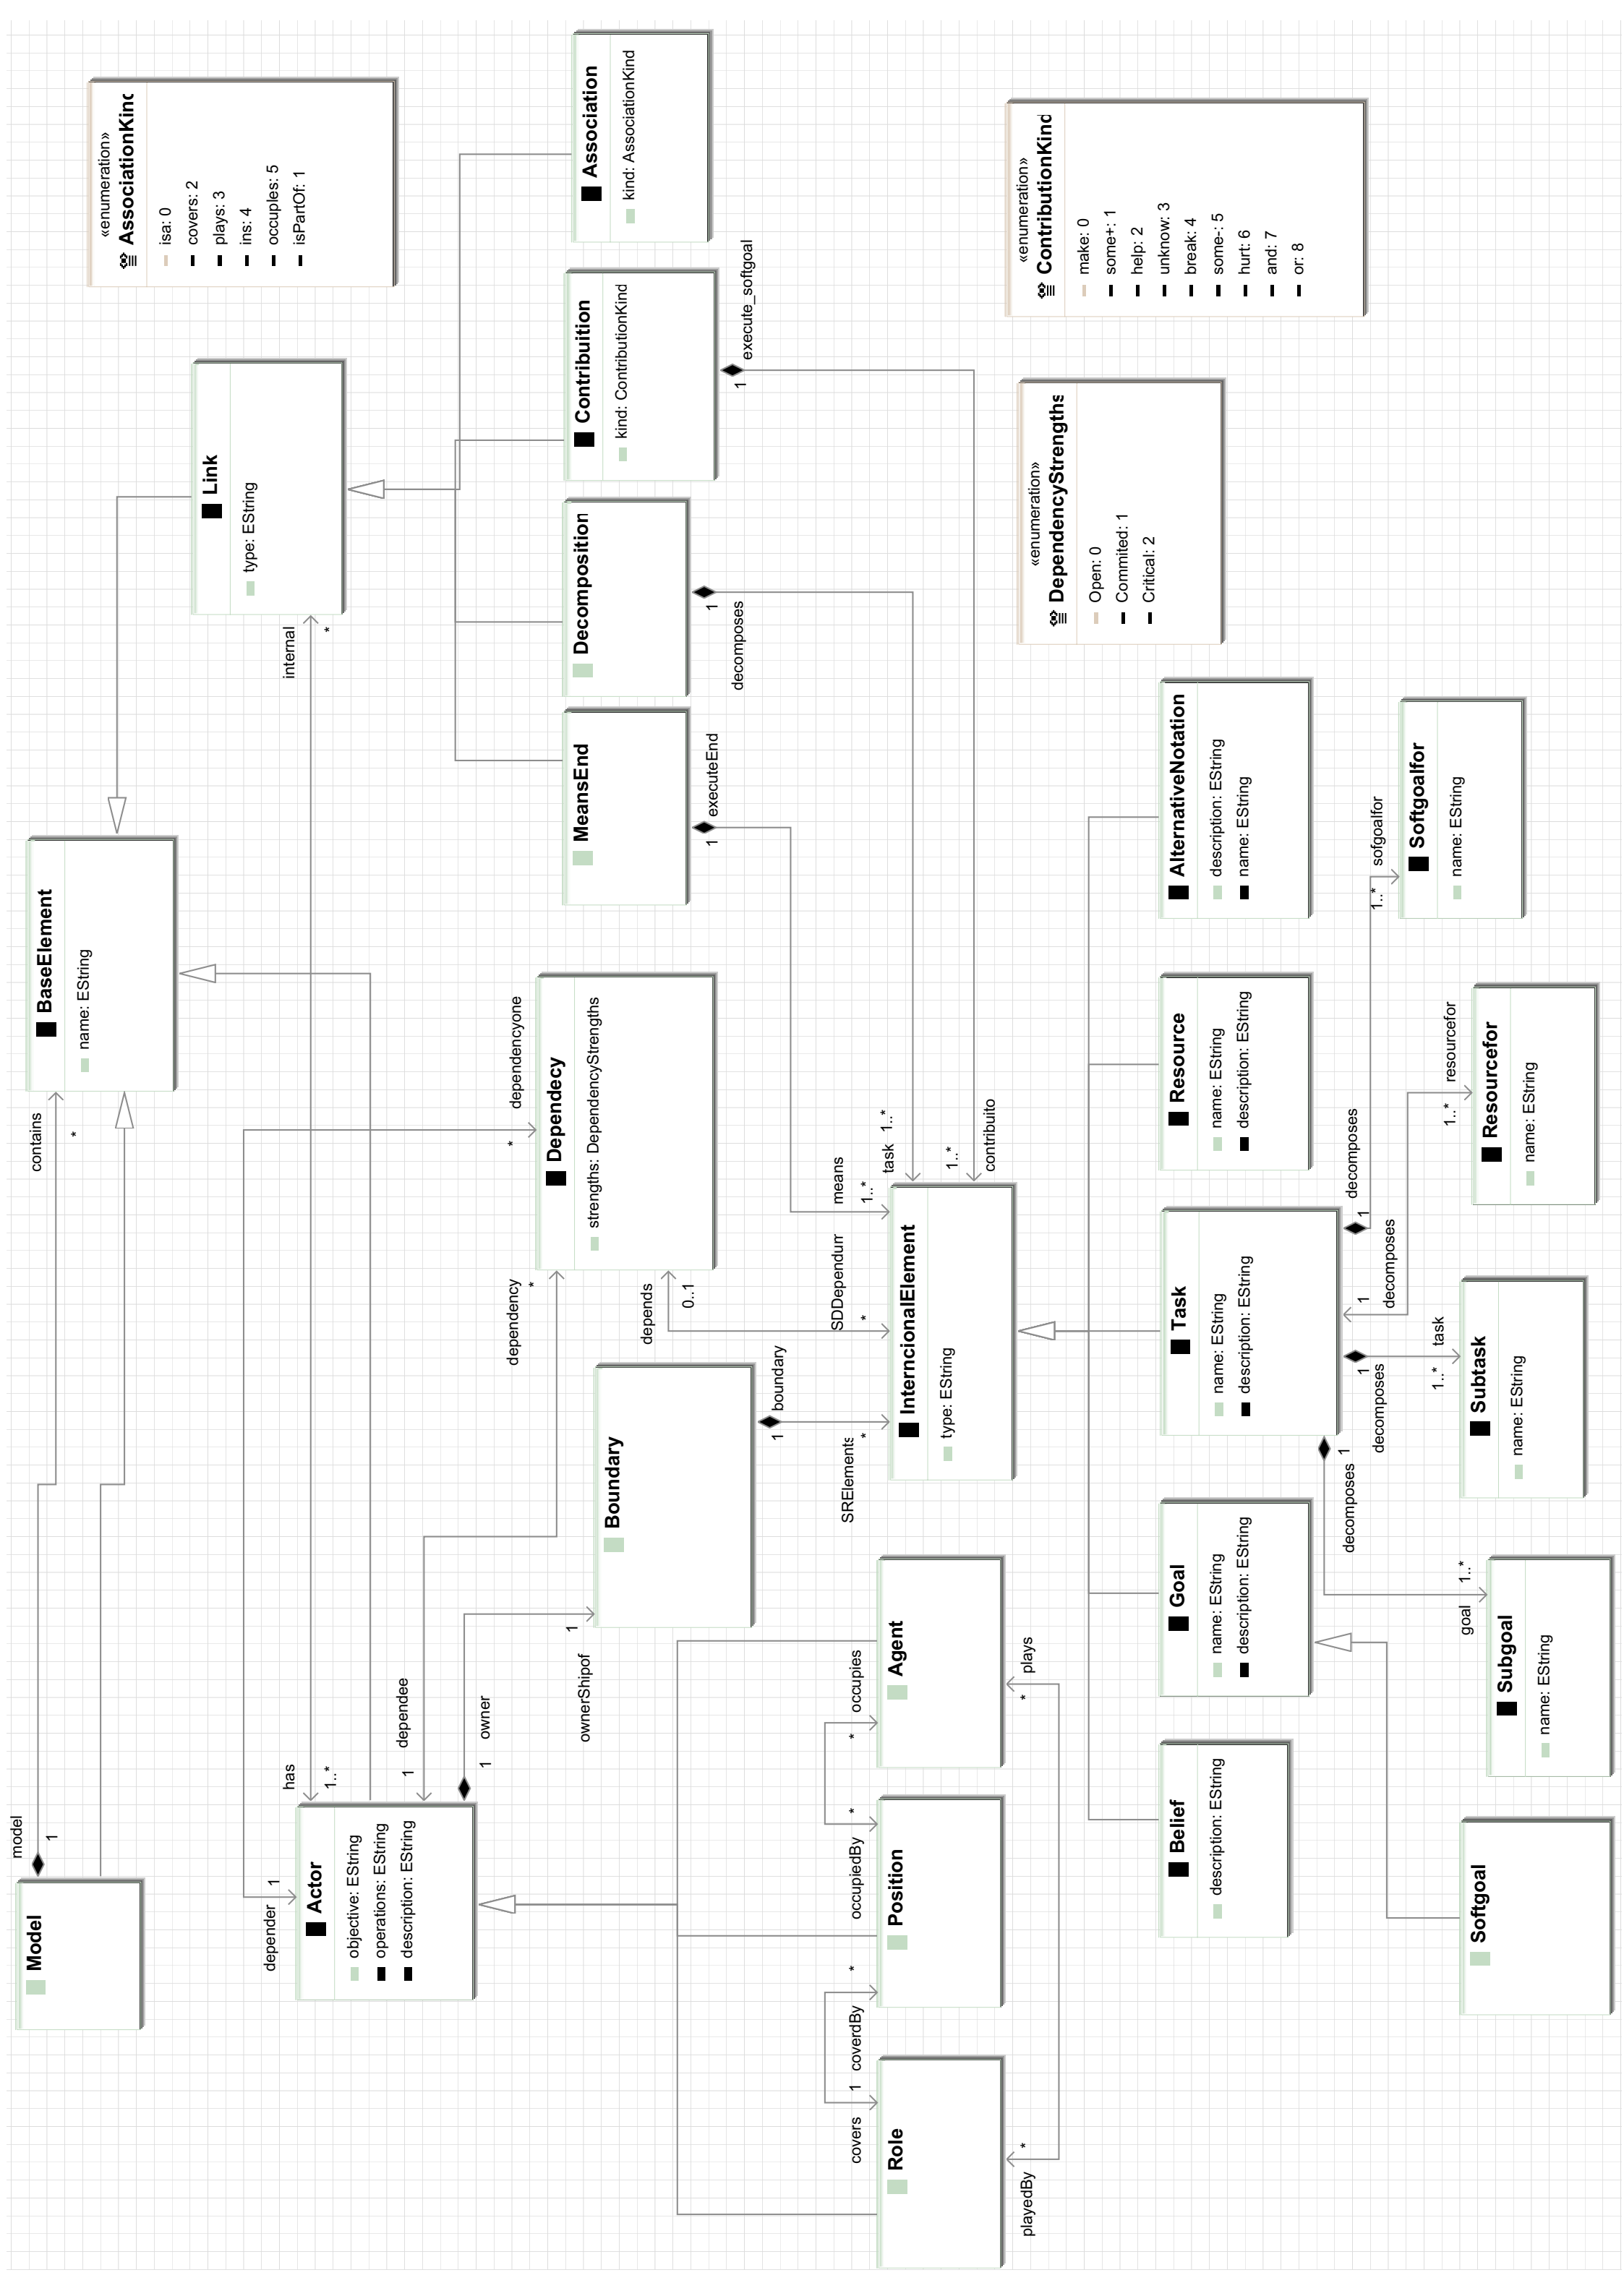 Model
model
1
contains
*
BaseElement
name: EString
Link
type: EString
internal
*
«enumeration»
AssociationKind
isa: 0
covers: 2
plays: 3
ins: 4
occuples: 5
isPartOf: 1
Actor
objective: EString
operations: EString
description: EString
depender
1
has
1..*
dependee
1
owner
1
ownerShipof
1
Boundary
boundary
1
SRElements
*
dependency
*
dependencyone
*
Dependecy
strengths: DependencyStrengths
depends
0..1
SDDependum
*
MeansEnd
executeEnd
1
means
1..*
Decomposition
decomposes
1
task
1..*
Contribution
kind: ContributionKind
execute_softgoal
1
contribuito
1..*
Association
kind: AssociationKind
Role
covers
1
coverdBy
*
playedBy
*
Position
occupiedBy
*
Agent
occupies
*
plays
*
InterncionalElement
type: EString
«enumeration»
DependencyStrengths
Open: 0
Commited: 1
Critical: 2
«enumeration»
ContributionKind
make: 0
some+: 1
help: 2
unknow: 3
break: 4
some-: 5
hurt: 6
and: 7
or: 8
Belief
description: EString
Goal
name: EString
description: EString
Task
name: EString
description: EString
Resource
name: EString
description: EString
AlternativeNotation
description: EString
name: EString
decomposes
1
goal
1..*
decomposes
1
task
1..*
decomposes
1
resourcefor
1..*
decomposes
1
sofgoalfor
1..*
Softgoal
Subgoal
name: EString
Subtask
name: EString
Resourcefor
name: EString
Softgoalfor
name: EString